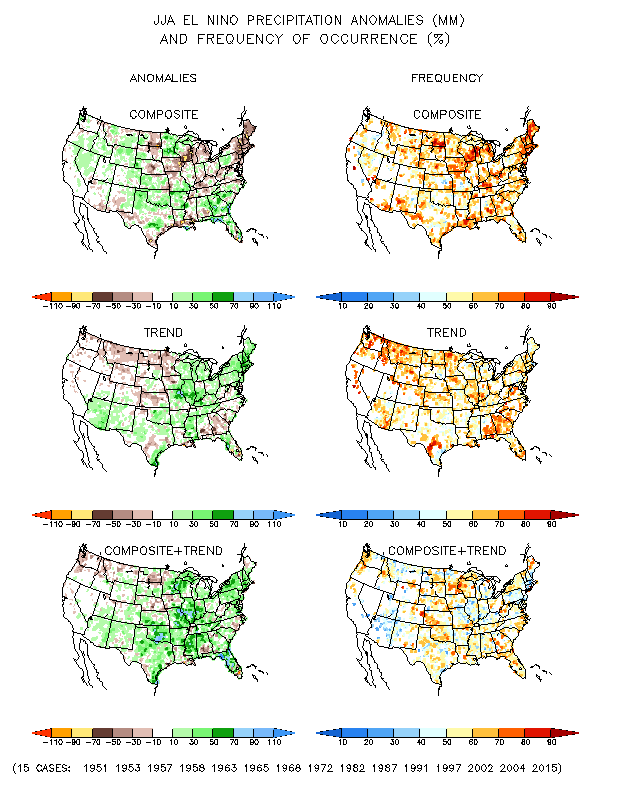 JJA EL NINO PRECIPITATION ANOMALIES (MM)
AND FREQUENCY OF OCCURRENCE (%)
ANOMALIES FREQUENCY
COMPOSITE COMPOSITE
-110 -90 -70 -50 -30 -10 10 30 50 70 90 110 10 20 30 40 50 60 70 80 90
TREND TREND
-110 -90 -70 -50 -30 -10 10 30 50 70 90 110 10 20 30 40 50 60 70 80 90
COMPOSITE+TREND COMPOSITE+TREND
-110 -90 -70 -50 -30 -10 10 30 50 70 90 110 10 20 30 40 50 60 70 80 90
(15 CASES: 1951 1953 1957 1958 1963 1965 1968 1972 1982 1987 1991 1997 2002 2004 2015)